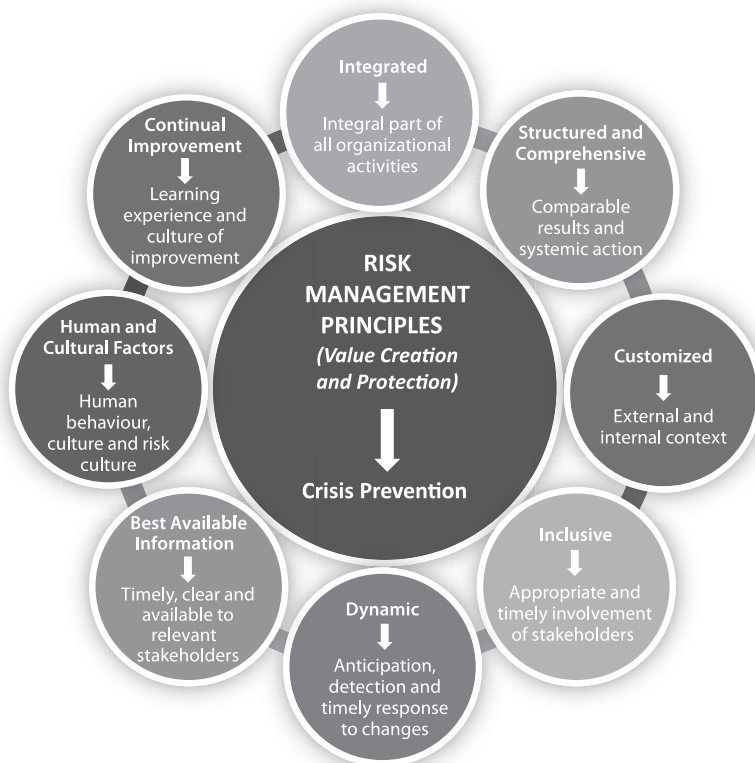 RISK
MANAGEMENT
PRINCIPLES
(Value Creation
and Protection)
Crisis Prevention
Integrated
Integral part of
all organizational
activities
Structured and
Comprehensive
Comparable
results and
systemic action
Customized
External and
internal context
Inclusive
Appropriate and
timely involvement
of stakeholders
Dynamic
Anticipation,
detection and
timely response
to changes
Best Available
Information
Timely, clear and
available to
relevant
stakeholders
Human and
Cultural Factors
Human
behaviour,
culture and risk
culture
Continual
Improvement
Learning
experience and
culture of
improvement